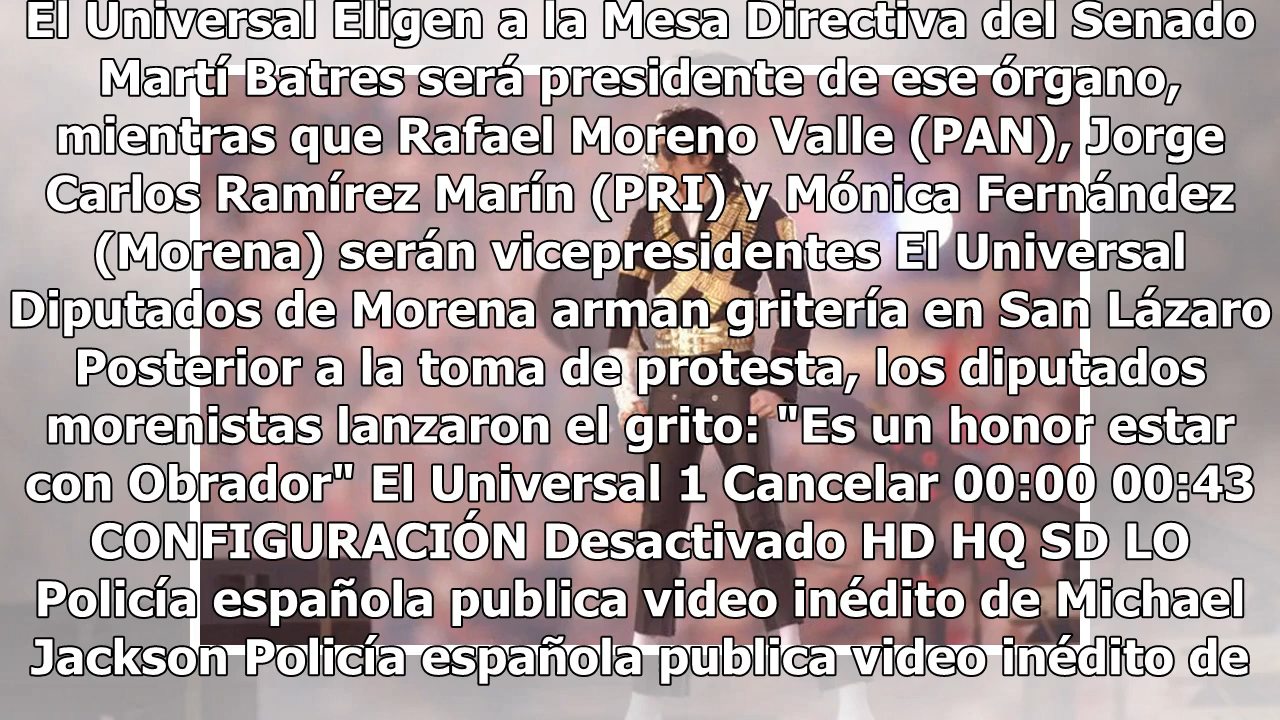 El Universal Eligen a la Mesa Directiva del Senado
Martí Batres será presidente de ese órgano,
mientras que Rafael Moreno Valle (PAN), Jorge
Carlos Ramírez Marín (PRI) y Mónica Fernández
(Morena) serán vicepresidentes El Universal
Diputados de Morena arman gritería en San Lázaro
Posterior a la toma de protesta, los diputados
morenistas lanzaron el grito: "Es un honor estar
con Obrador" El Universal 1 Cancelar 00:00 00:43
CONFIGURACIÓN Desactivado HD HQ SD LO
Policía española publica video inédito de Michael
Jackson Policía española publica video inédito de